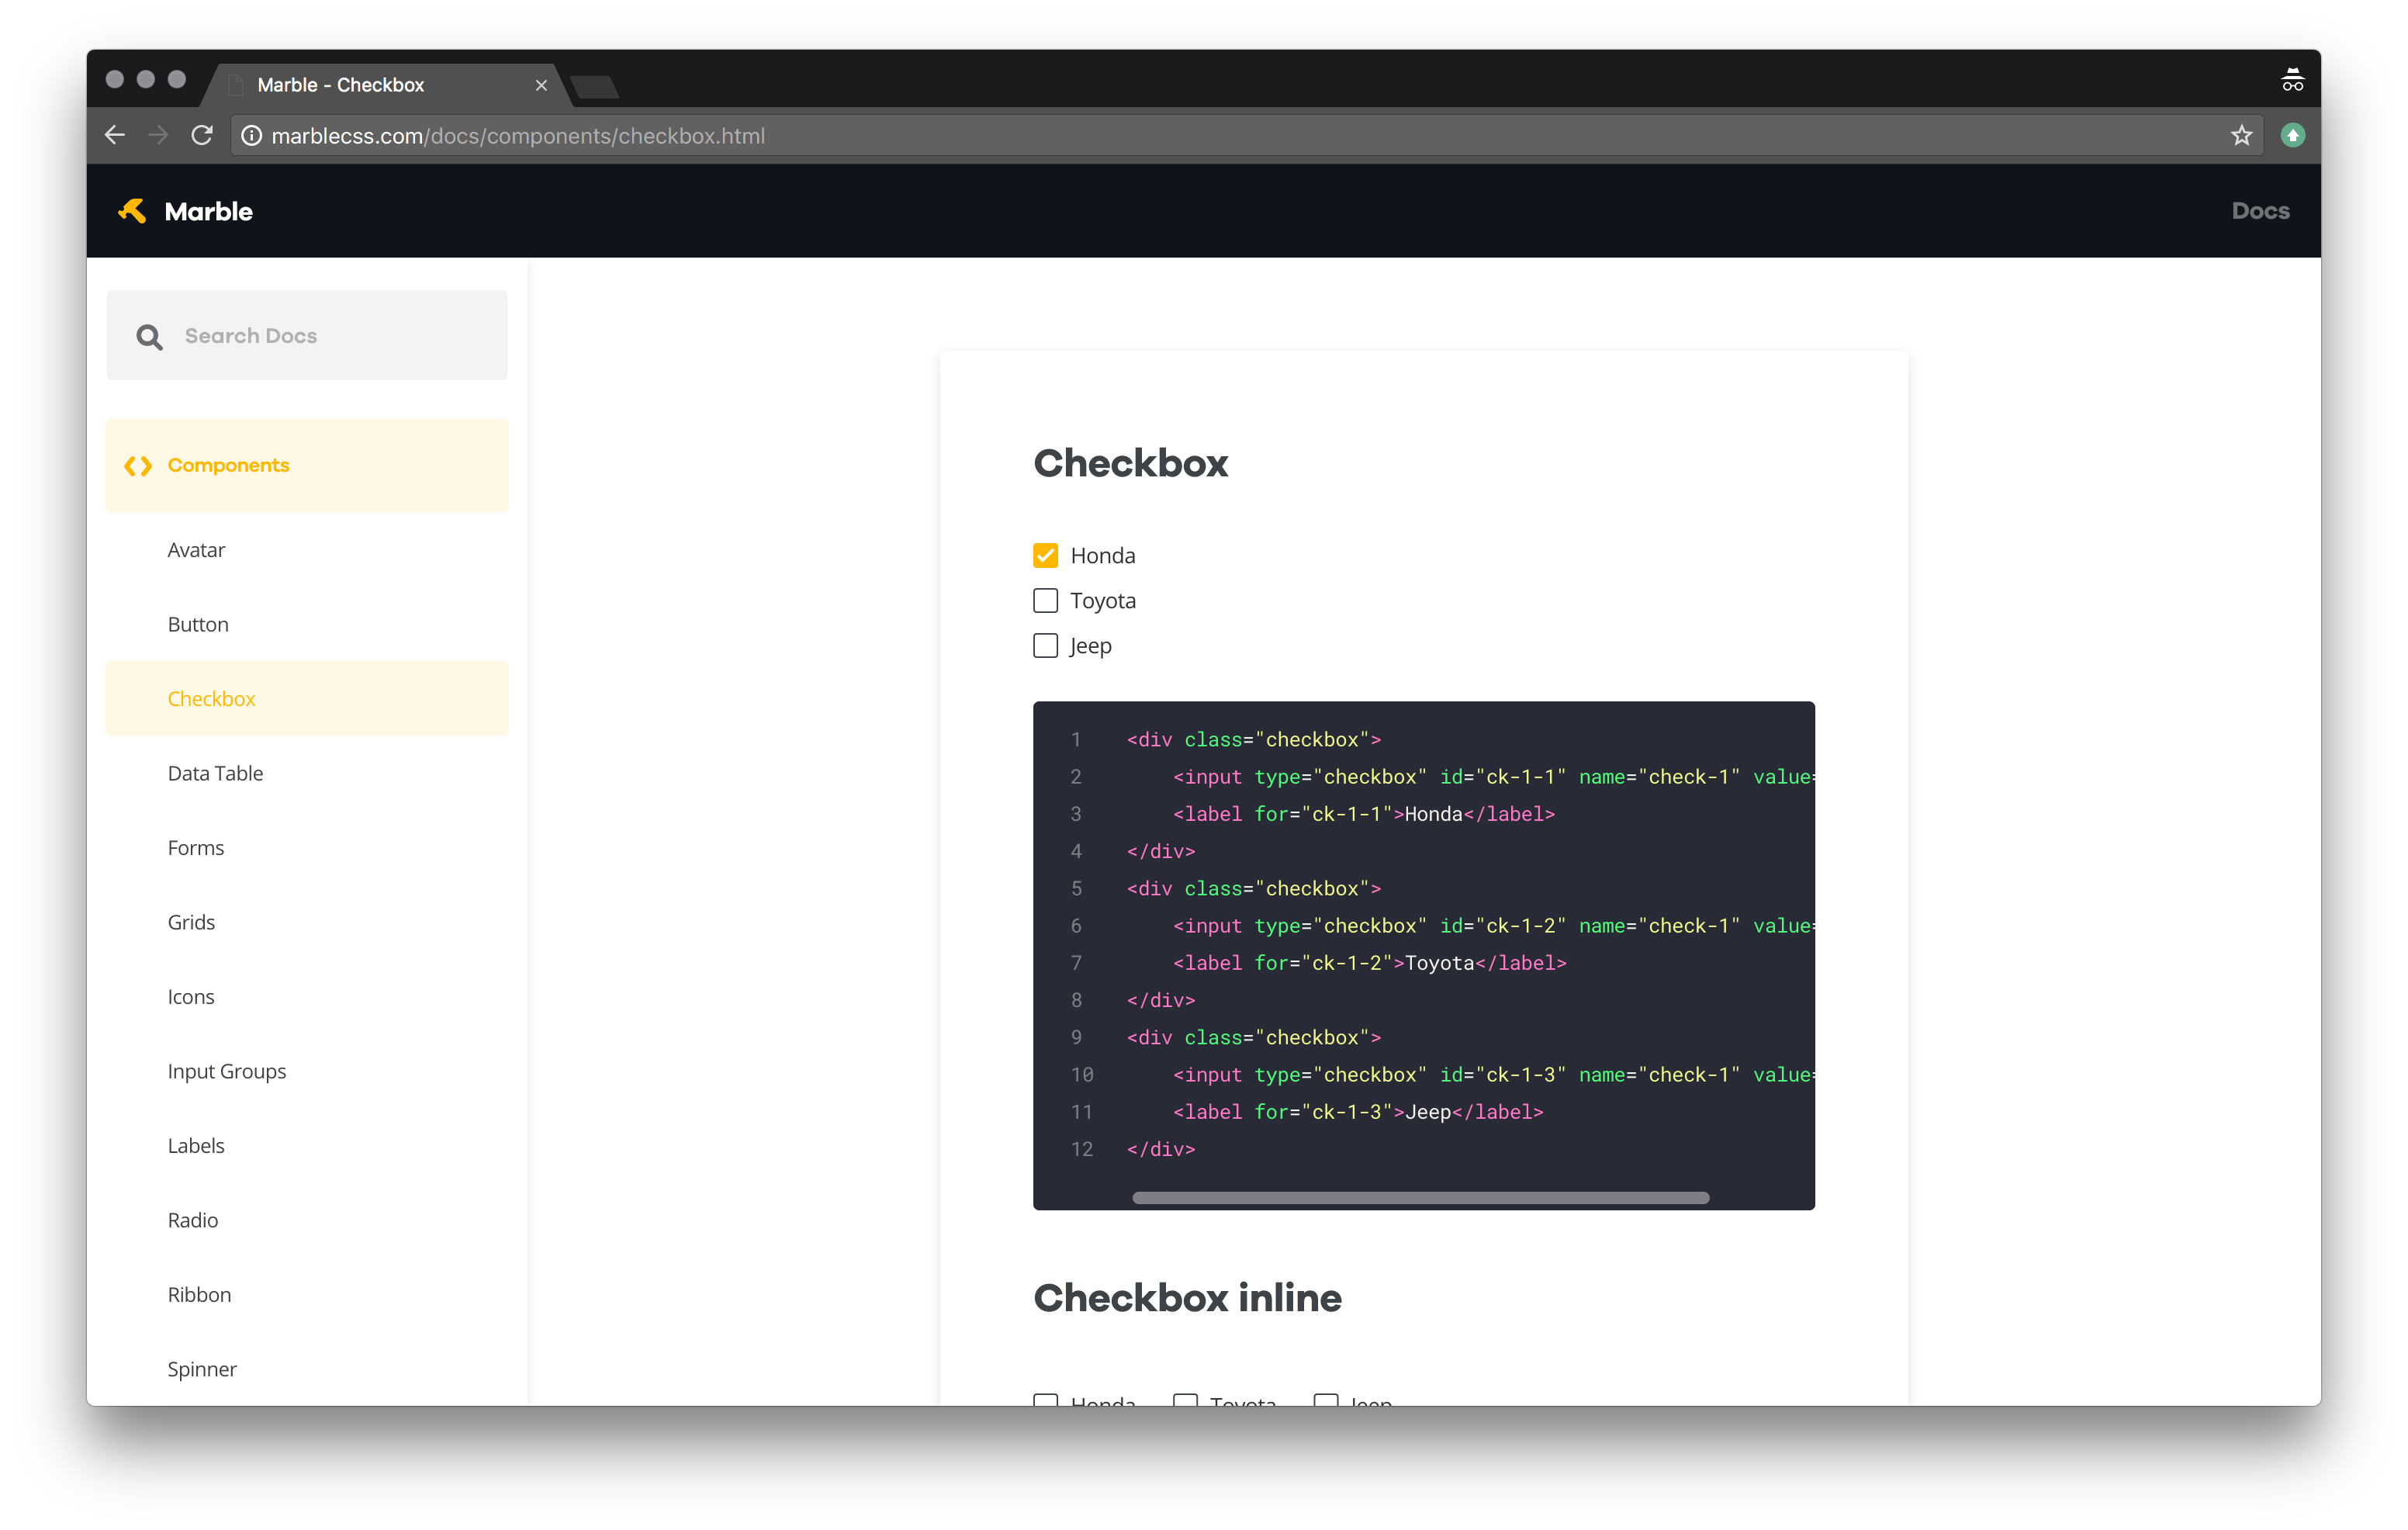 Marble - Checkbox
marblecss.com/docs/components/checkbox.html
Marble
Docs
Search Docs
Components
Avatar
Button
Checkbox
Data Table
Forms
Grids
Icons
Input Groups
Labels
Radio
Ribbon
Spinner
Checkbox
Honda
Toyota
Jeep
1 <div class="checkbox">
2 <input type="checkbox" id="ck-1-1" name="check-1" value=
3 <label for="ck-1-1">Honda</label>
4 </div>
5 <div class="checkbox">
6 <input type="checkbox" id="ck-1-2" name="check-1" value=
7 <label for="ck-1-2">Toyota</label>
8 </div>
9 <div class="checkbox">
10 <input type="checkbox" id="ck-1-3" name="check-1" value=
11 <label for="ck-1-3">Jeep</label>
12 </div>
Checkbox inline
Honda Toyota Jeep